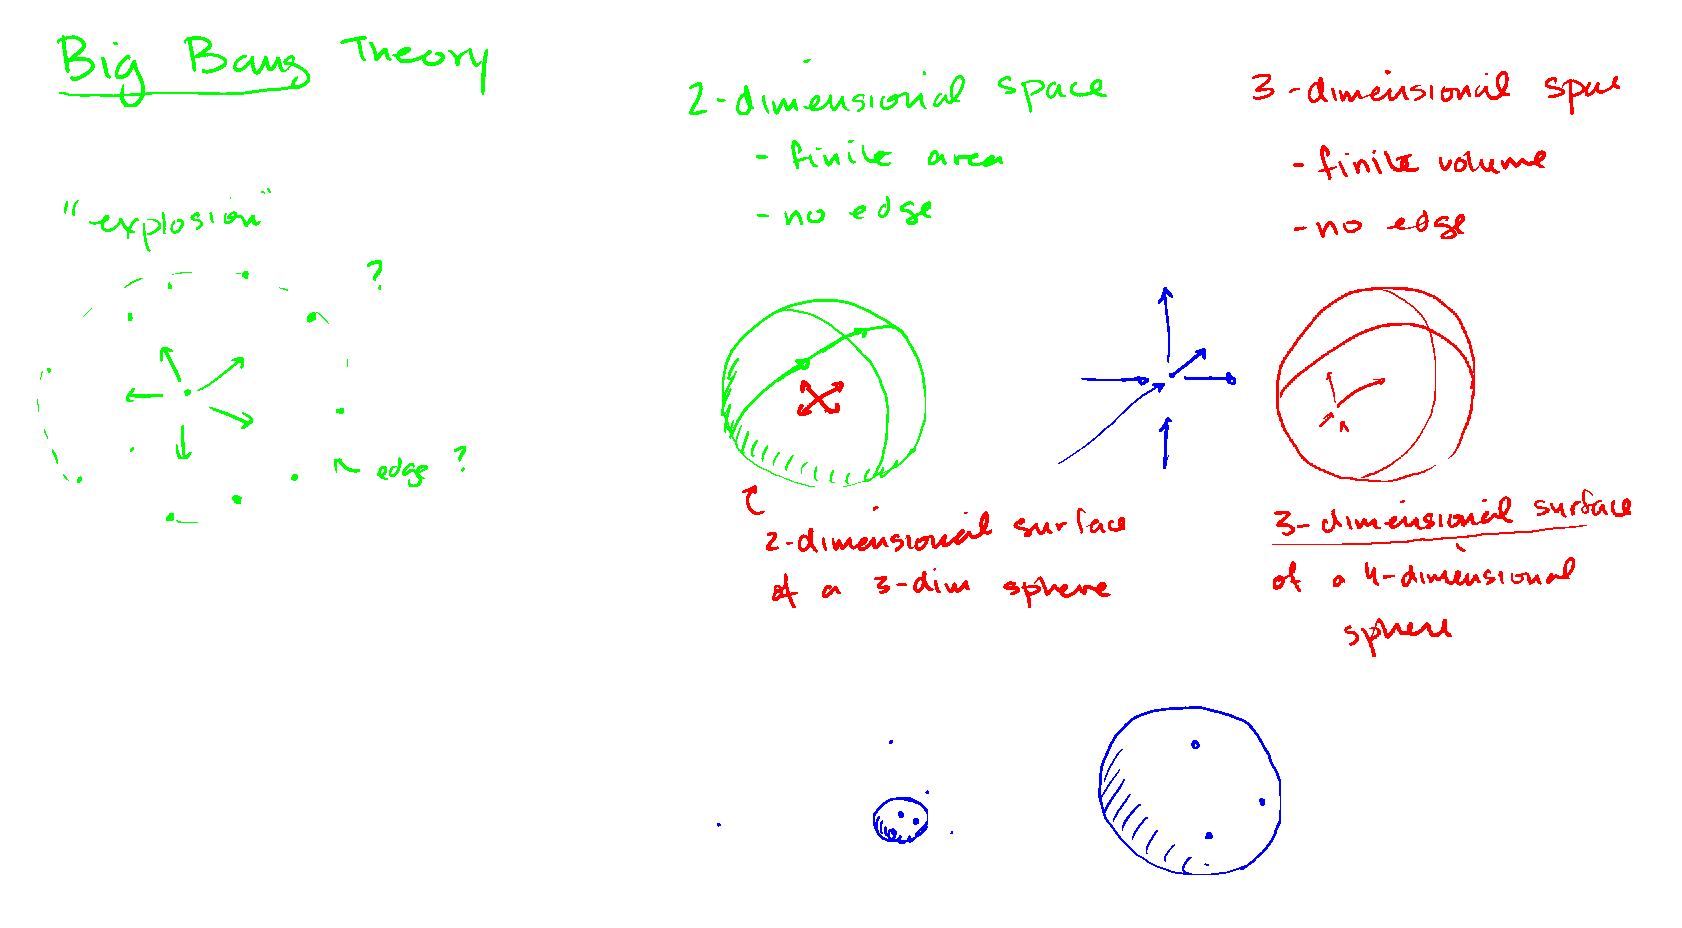 Big Bang Theory
"explosion"
?
edge ?
2-dimensional space
- finite area
- no edge
2-dimensional surface
of a 3-dim sphere
3-dimensional space
- finite volume
- no edge
3-dimensional surface
of a 4-dimensional
sphere